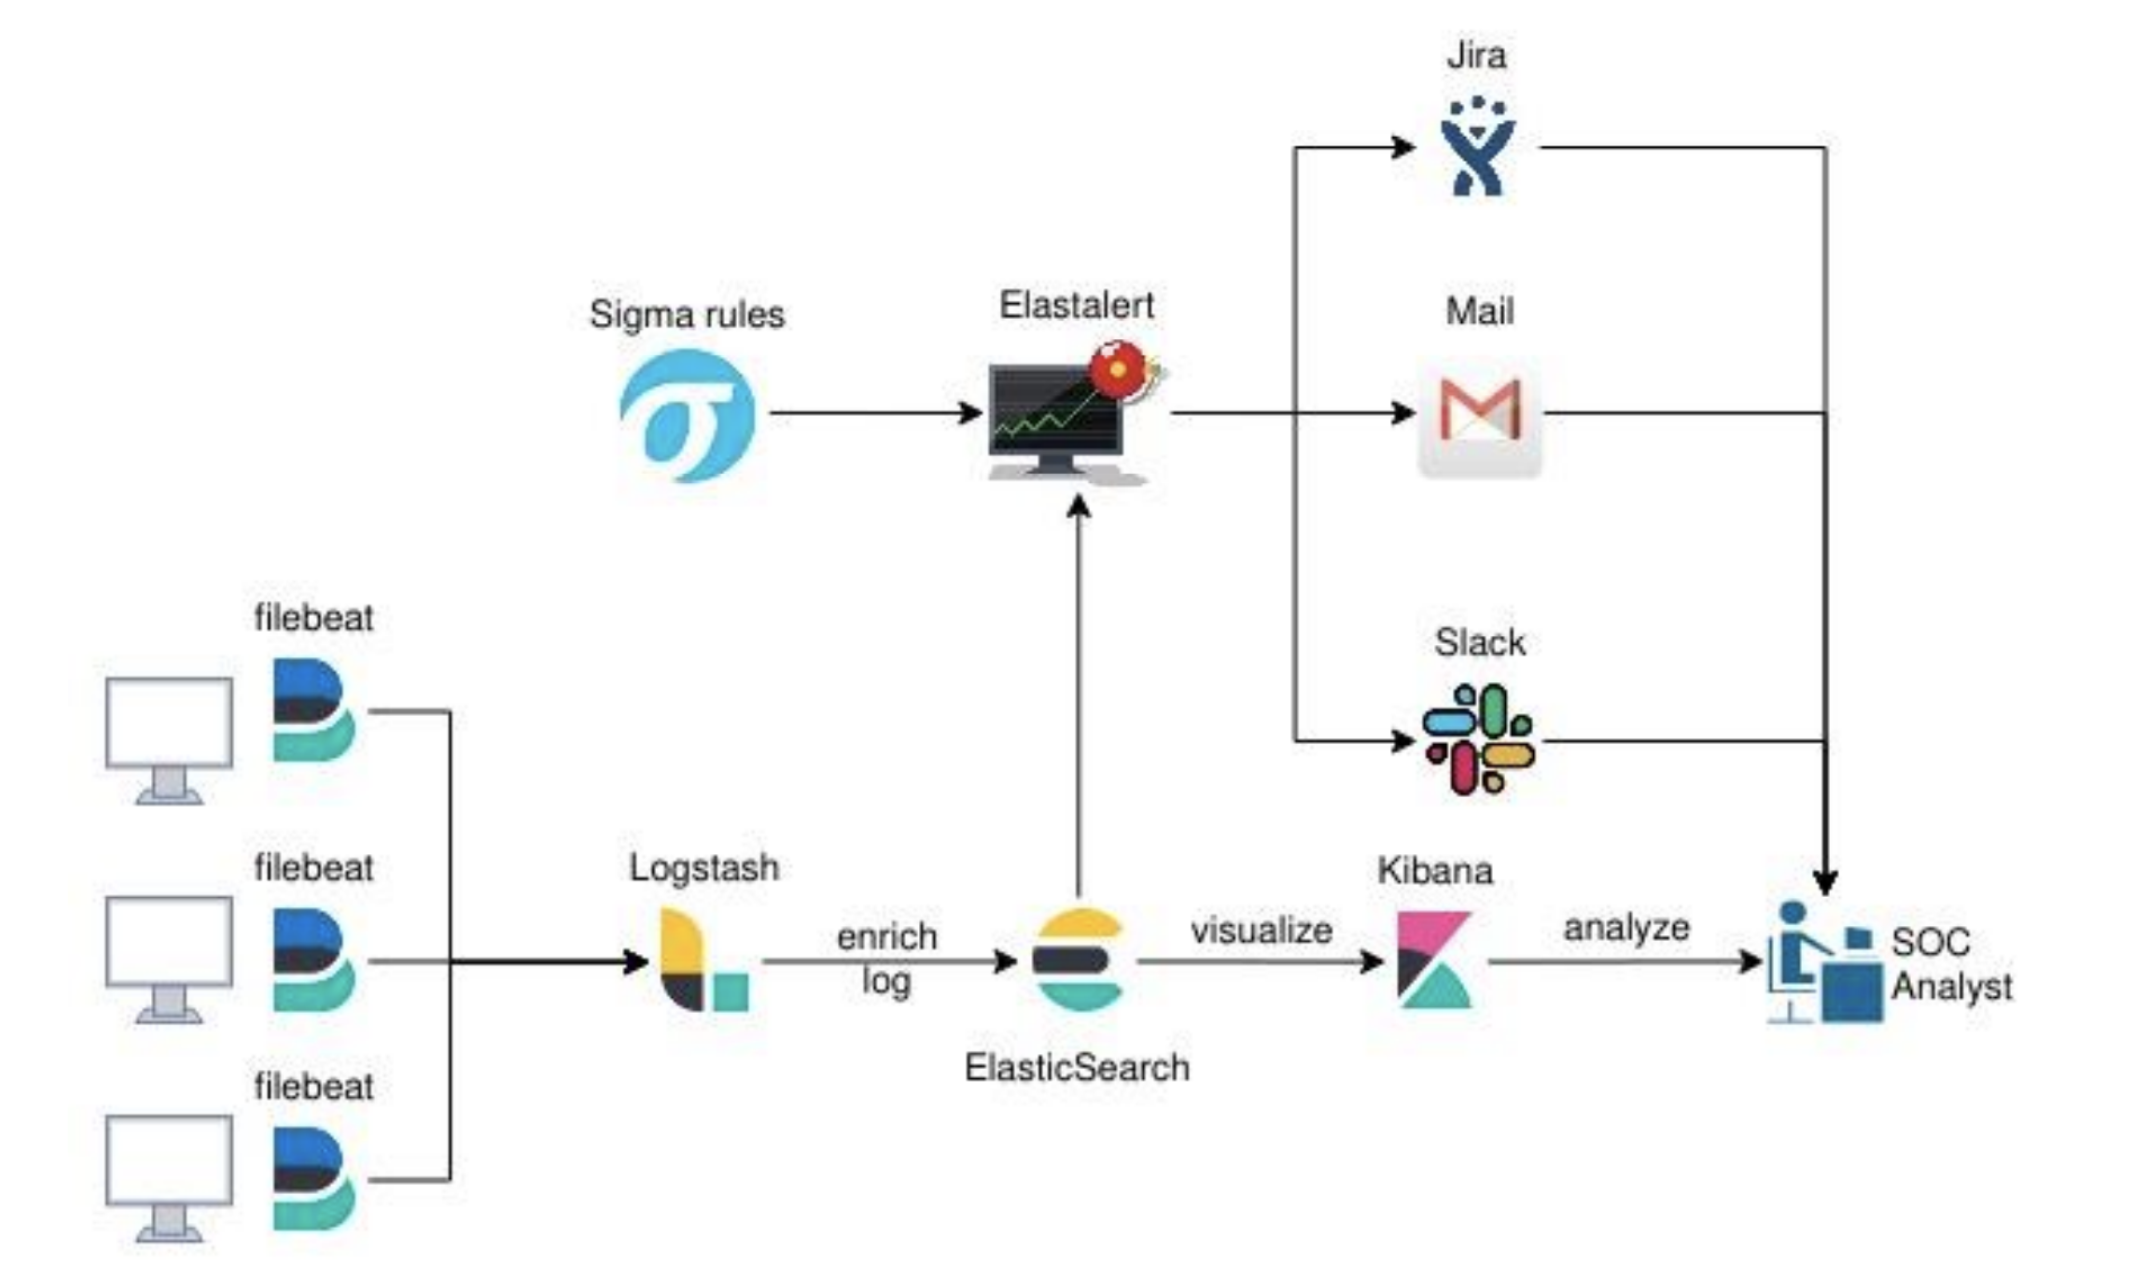 Jira
Sigma rules
Elastalert
Mail
filebeat
Slack
filebeat
Logstash
enrich
log
visualize
Kibana
analyze
SOC
Analyst
ElasticSearch
filebeat